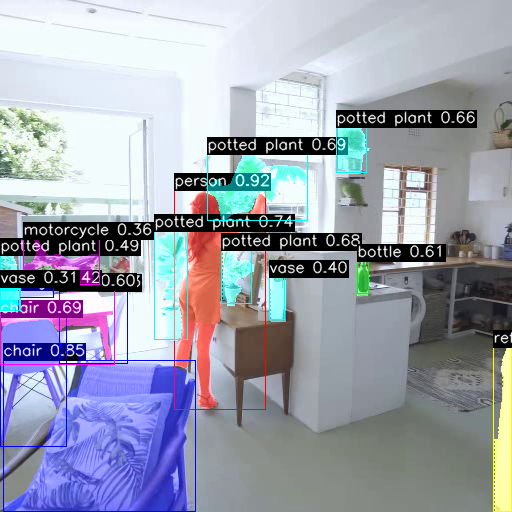 potted plant 0.66
potted plant 0.69
person 0.92
potted plant 0.74
motorcycle 0.36
potted plant 0.68
potted plant 0.49
bottle 0.61
vase 0.40
vase 0.31
chair 0.69
chair 0.85
ref